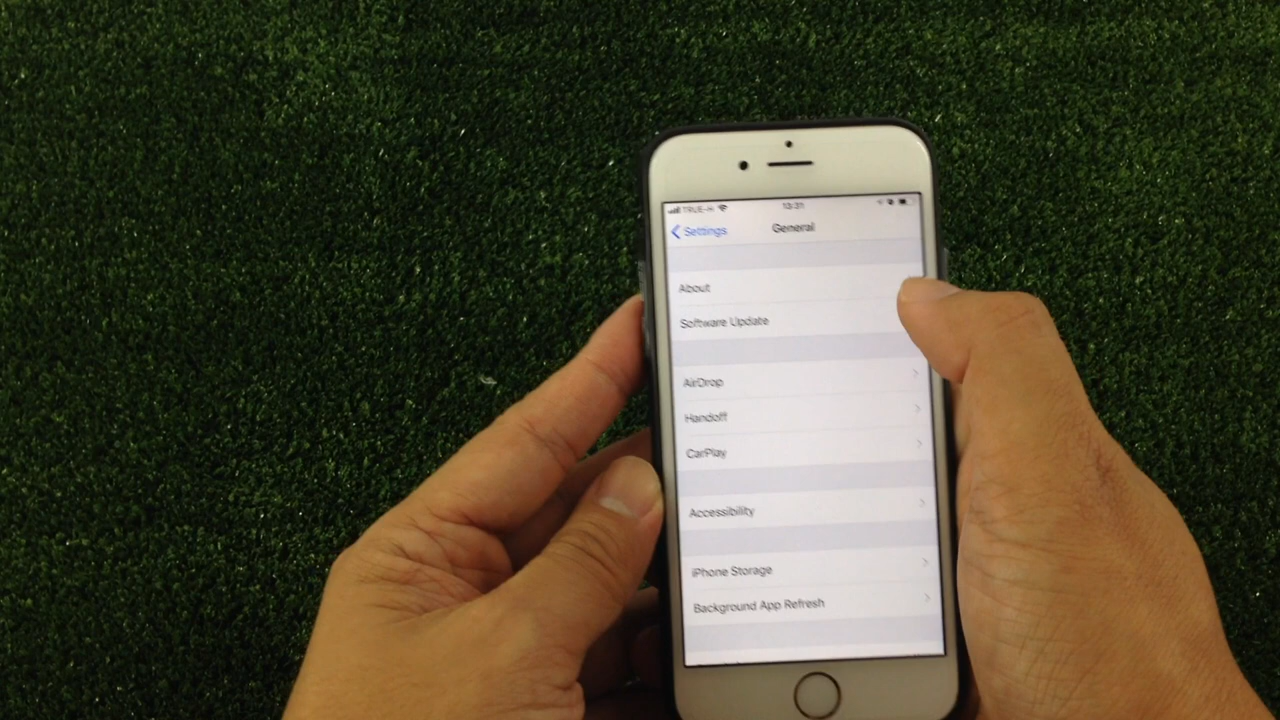 TRUE-H 13:31
Settings General
About
Software Update
AirDrop
Handoff
CarPlay
Accessibility
iPhone Storage
Background App Refresh